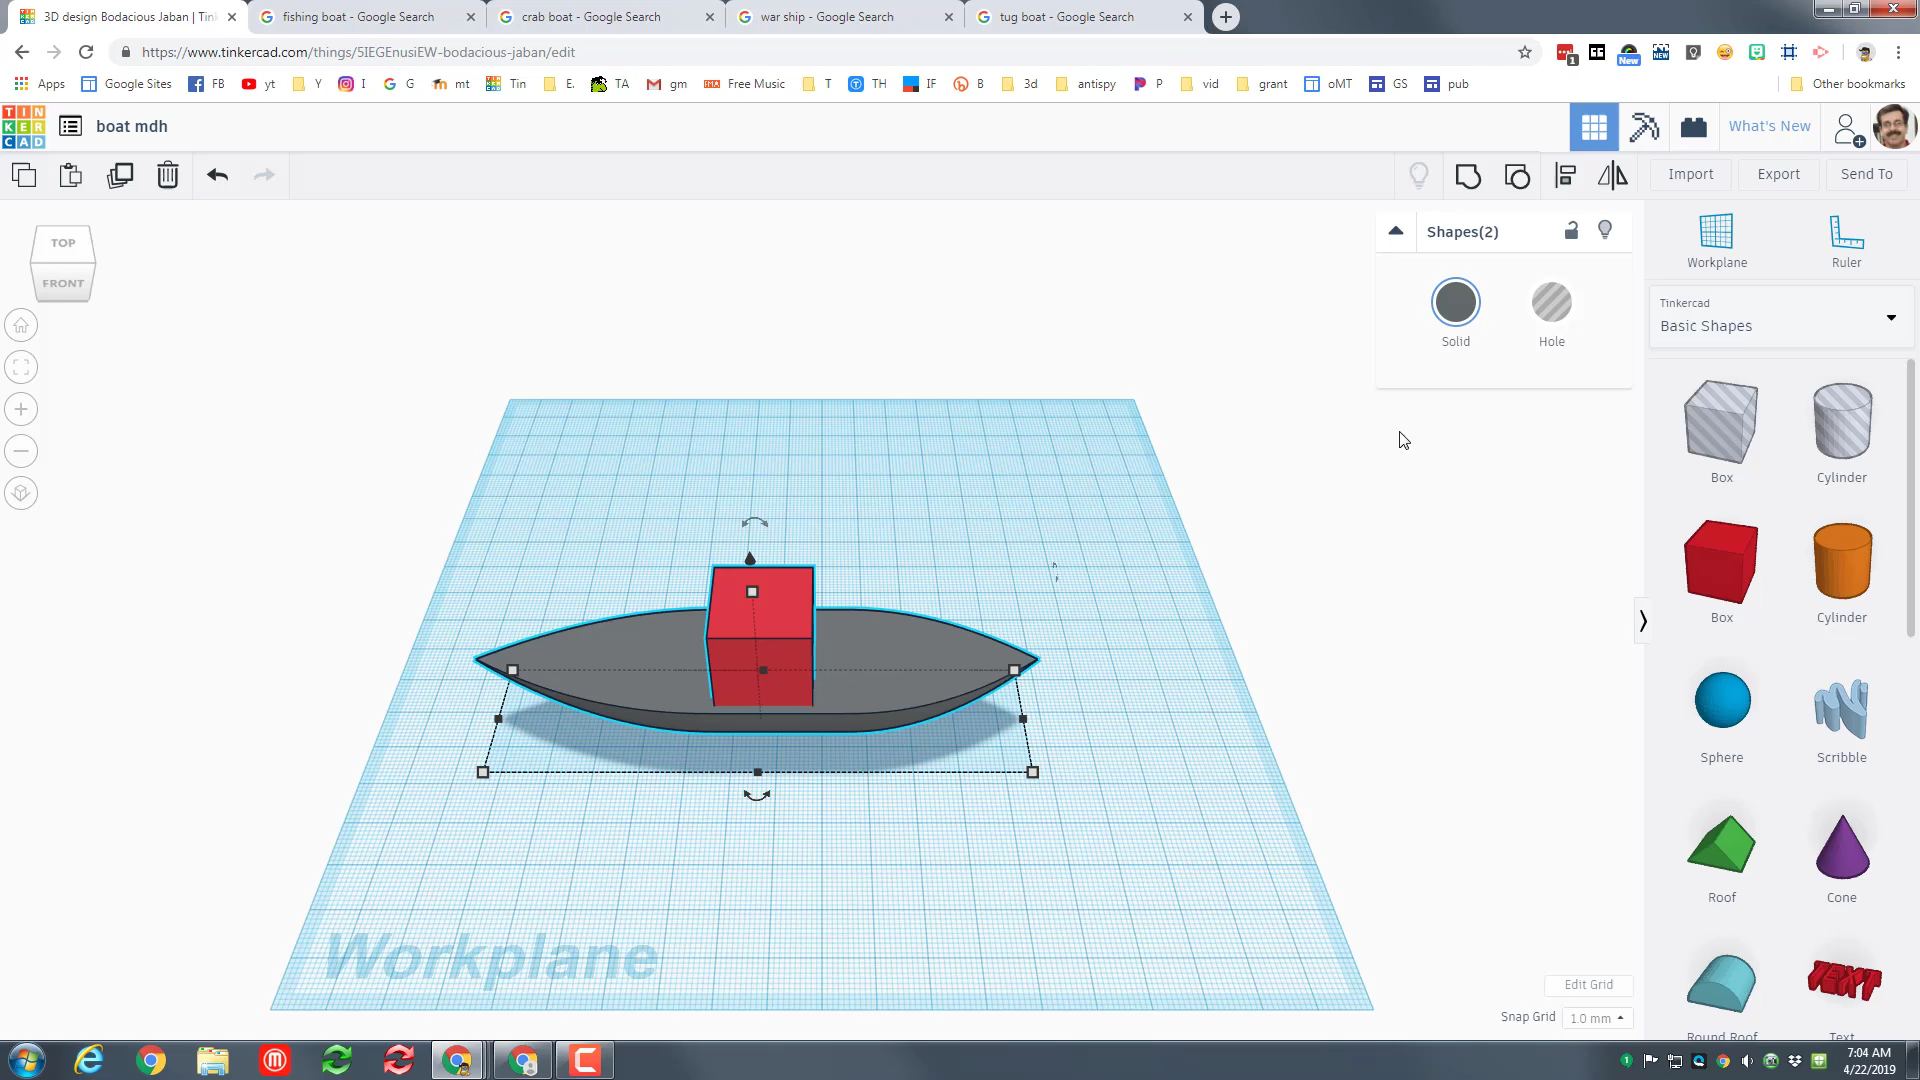 3D design Bodacious Jaban | Tin
fishing boat - Google Search
crab boat - Google Search
war ship - Google Search
tug boat - Google Search
https://www.tinkercad.com/things/5IEGEnusiEW-bodacious-jaban/edit
1
New
NEW
Apps
Google Sites
FB
yt
Y
I
G
mt
Tin
E.
TA
gm
Free Music
T
TH
IF
B
3d
antispy
P
vid
grant
oMT
GS
pub
Other bookmarks
TIN
KER
CAD
boat mdh
What's New
Import
Export
Send To
TOP
FRONT
Shapes(2)
Solid
Hole
Workplane
Ruler
Tinkercad
Basic Shapes
Box
Cylinder
Box
Cylinder
Sphere
Scribble
Roof
Cone
Round Roof
Text
TEXT
Workplane
Edit Grid
Snap Grid
1.0 mm
7:04 AM
4/22/2019